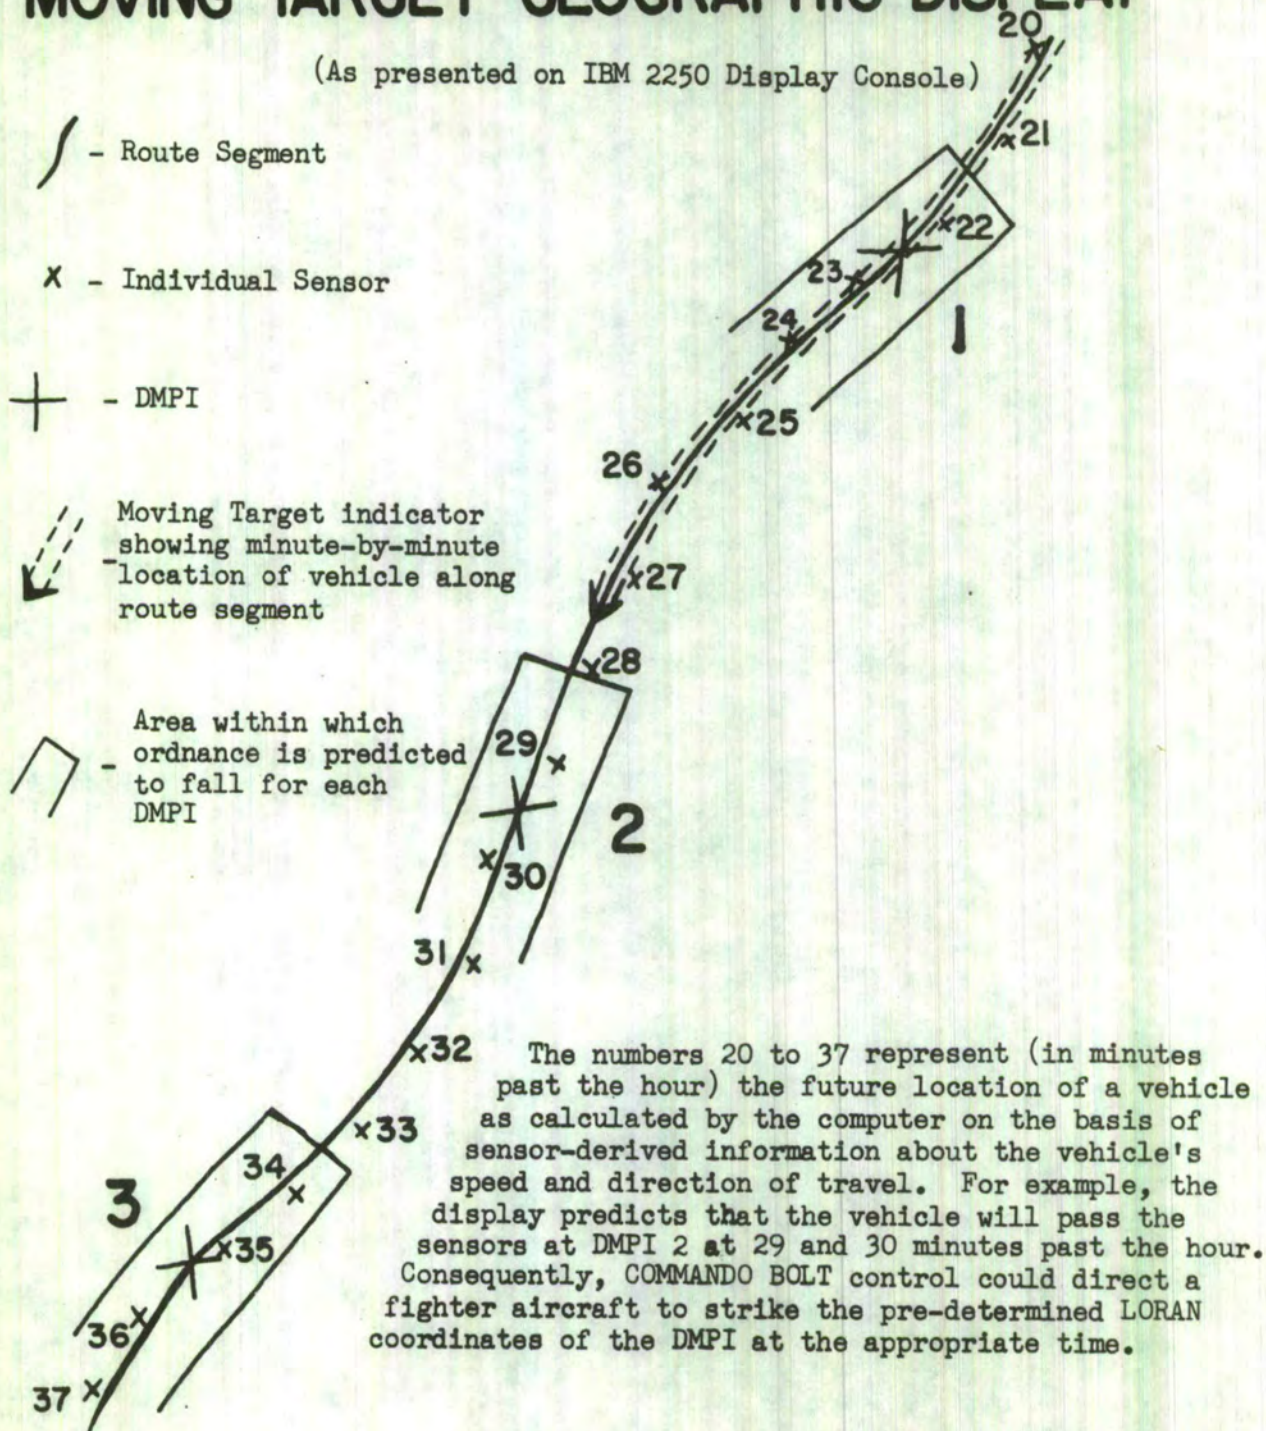 MOVING TARGET GEOGRAPHIC DISPLAY
(As presented on IBM 2250 Display Console)
- Route Segment
x - Individual Sensor
- DMPI
Moving Target indicator
showing minute-by-minute
location of vehicle along
route segment
Area within which
ordnance is predicted
to fall for each
DMPI
20
21
22
23
24
1
25
26
27
28
29
2
30
31
32
33
34
3
35
36
37
The numbers 20 to 37 represent (in minutes
past the hour) the future location of a vehicle
as calculated by the computer on the basis of
sensor-derived information about the vehicle's
speed and direction of travel. For example, the
display predicts that the vehicle will pass the
sensors at DMPI 2 at 29 and 30 minutes past the hour.
Consequently, COMMANDO BOLT control could direct a
fighter aircraft to strike the pre-determined LORAN
coordinates of the DMPI at the appropriate time.